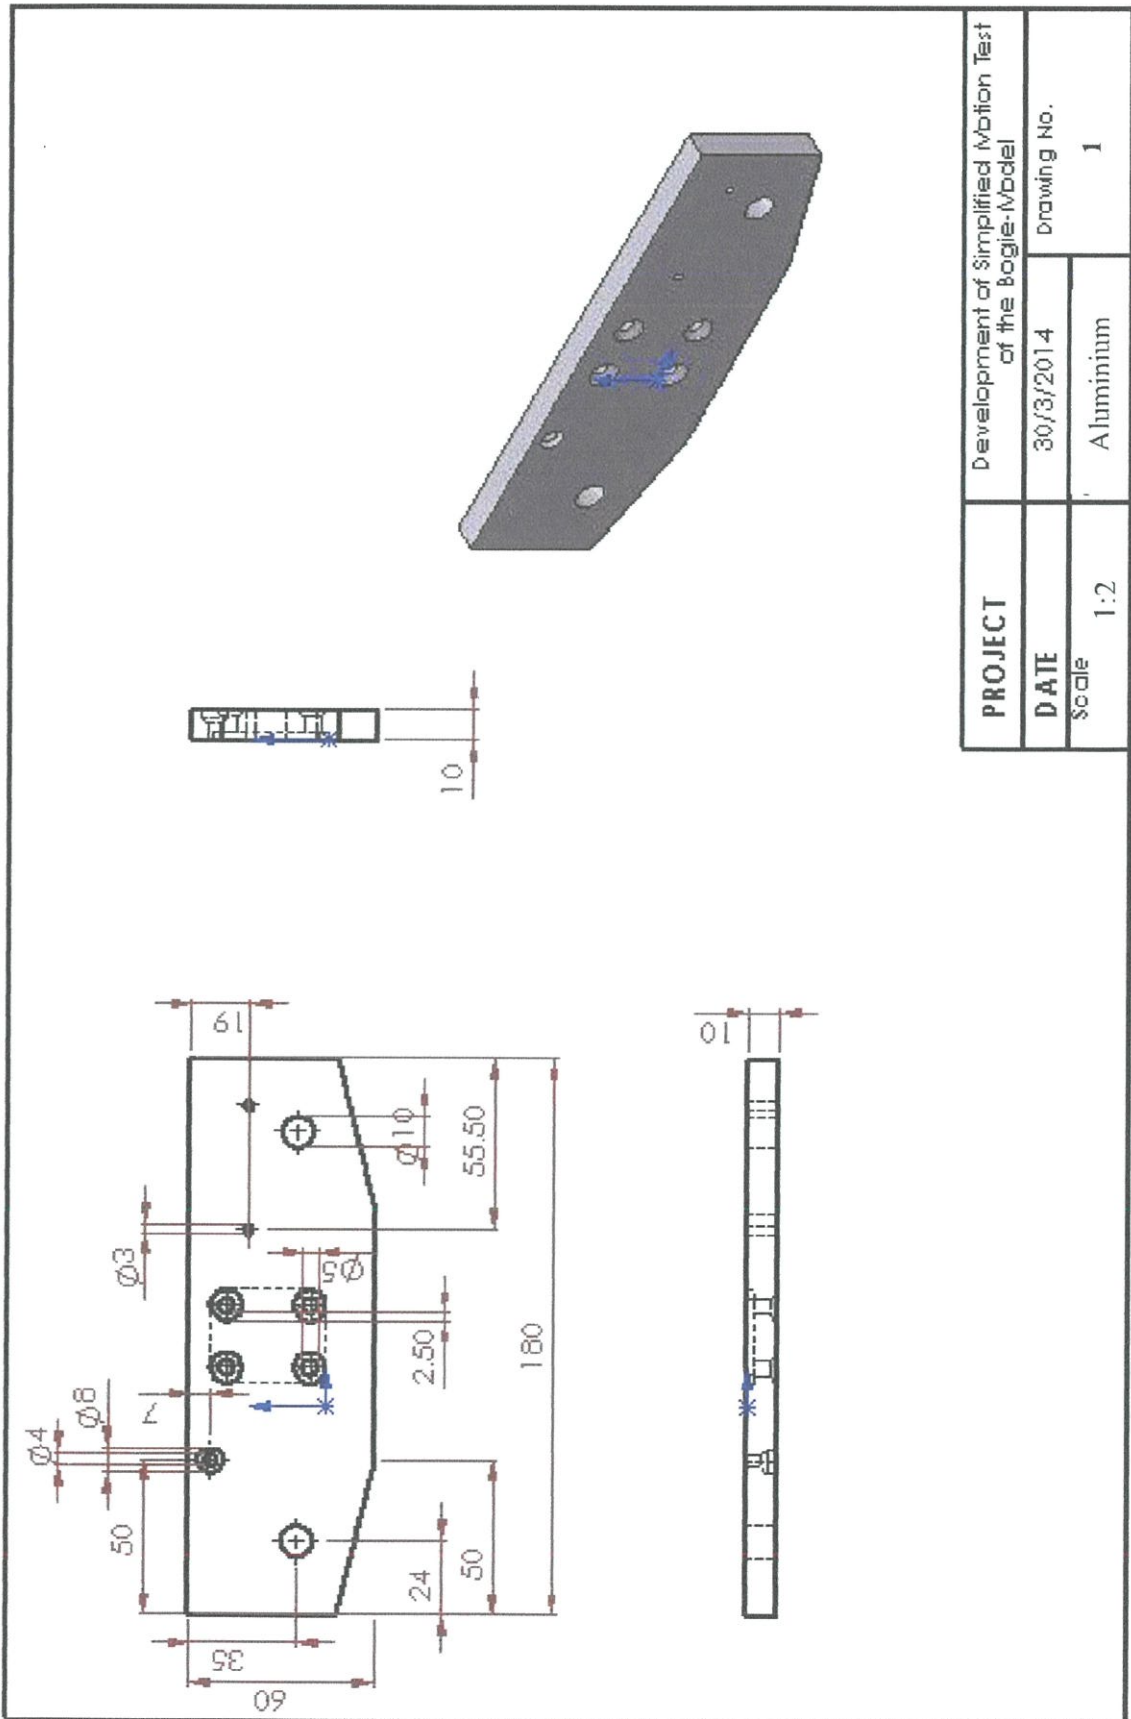 Ø4
Ø8
50
7
Ø3
19
35
60
24
50
2.50
Ø5
Ø10
55.50
180
10
10
PROJECT
Development of Simplified Motion Test
of the Bogie-Model
DATE
30/3/2014
Drawing No.
1
Scale
1:2
Aluminium